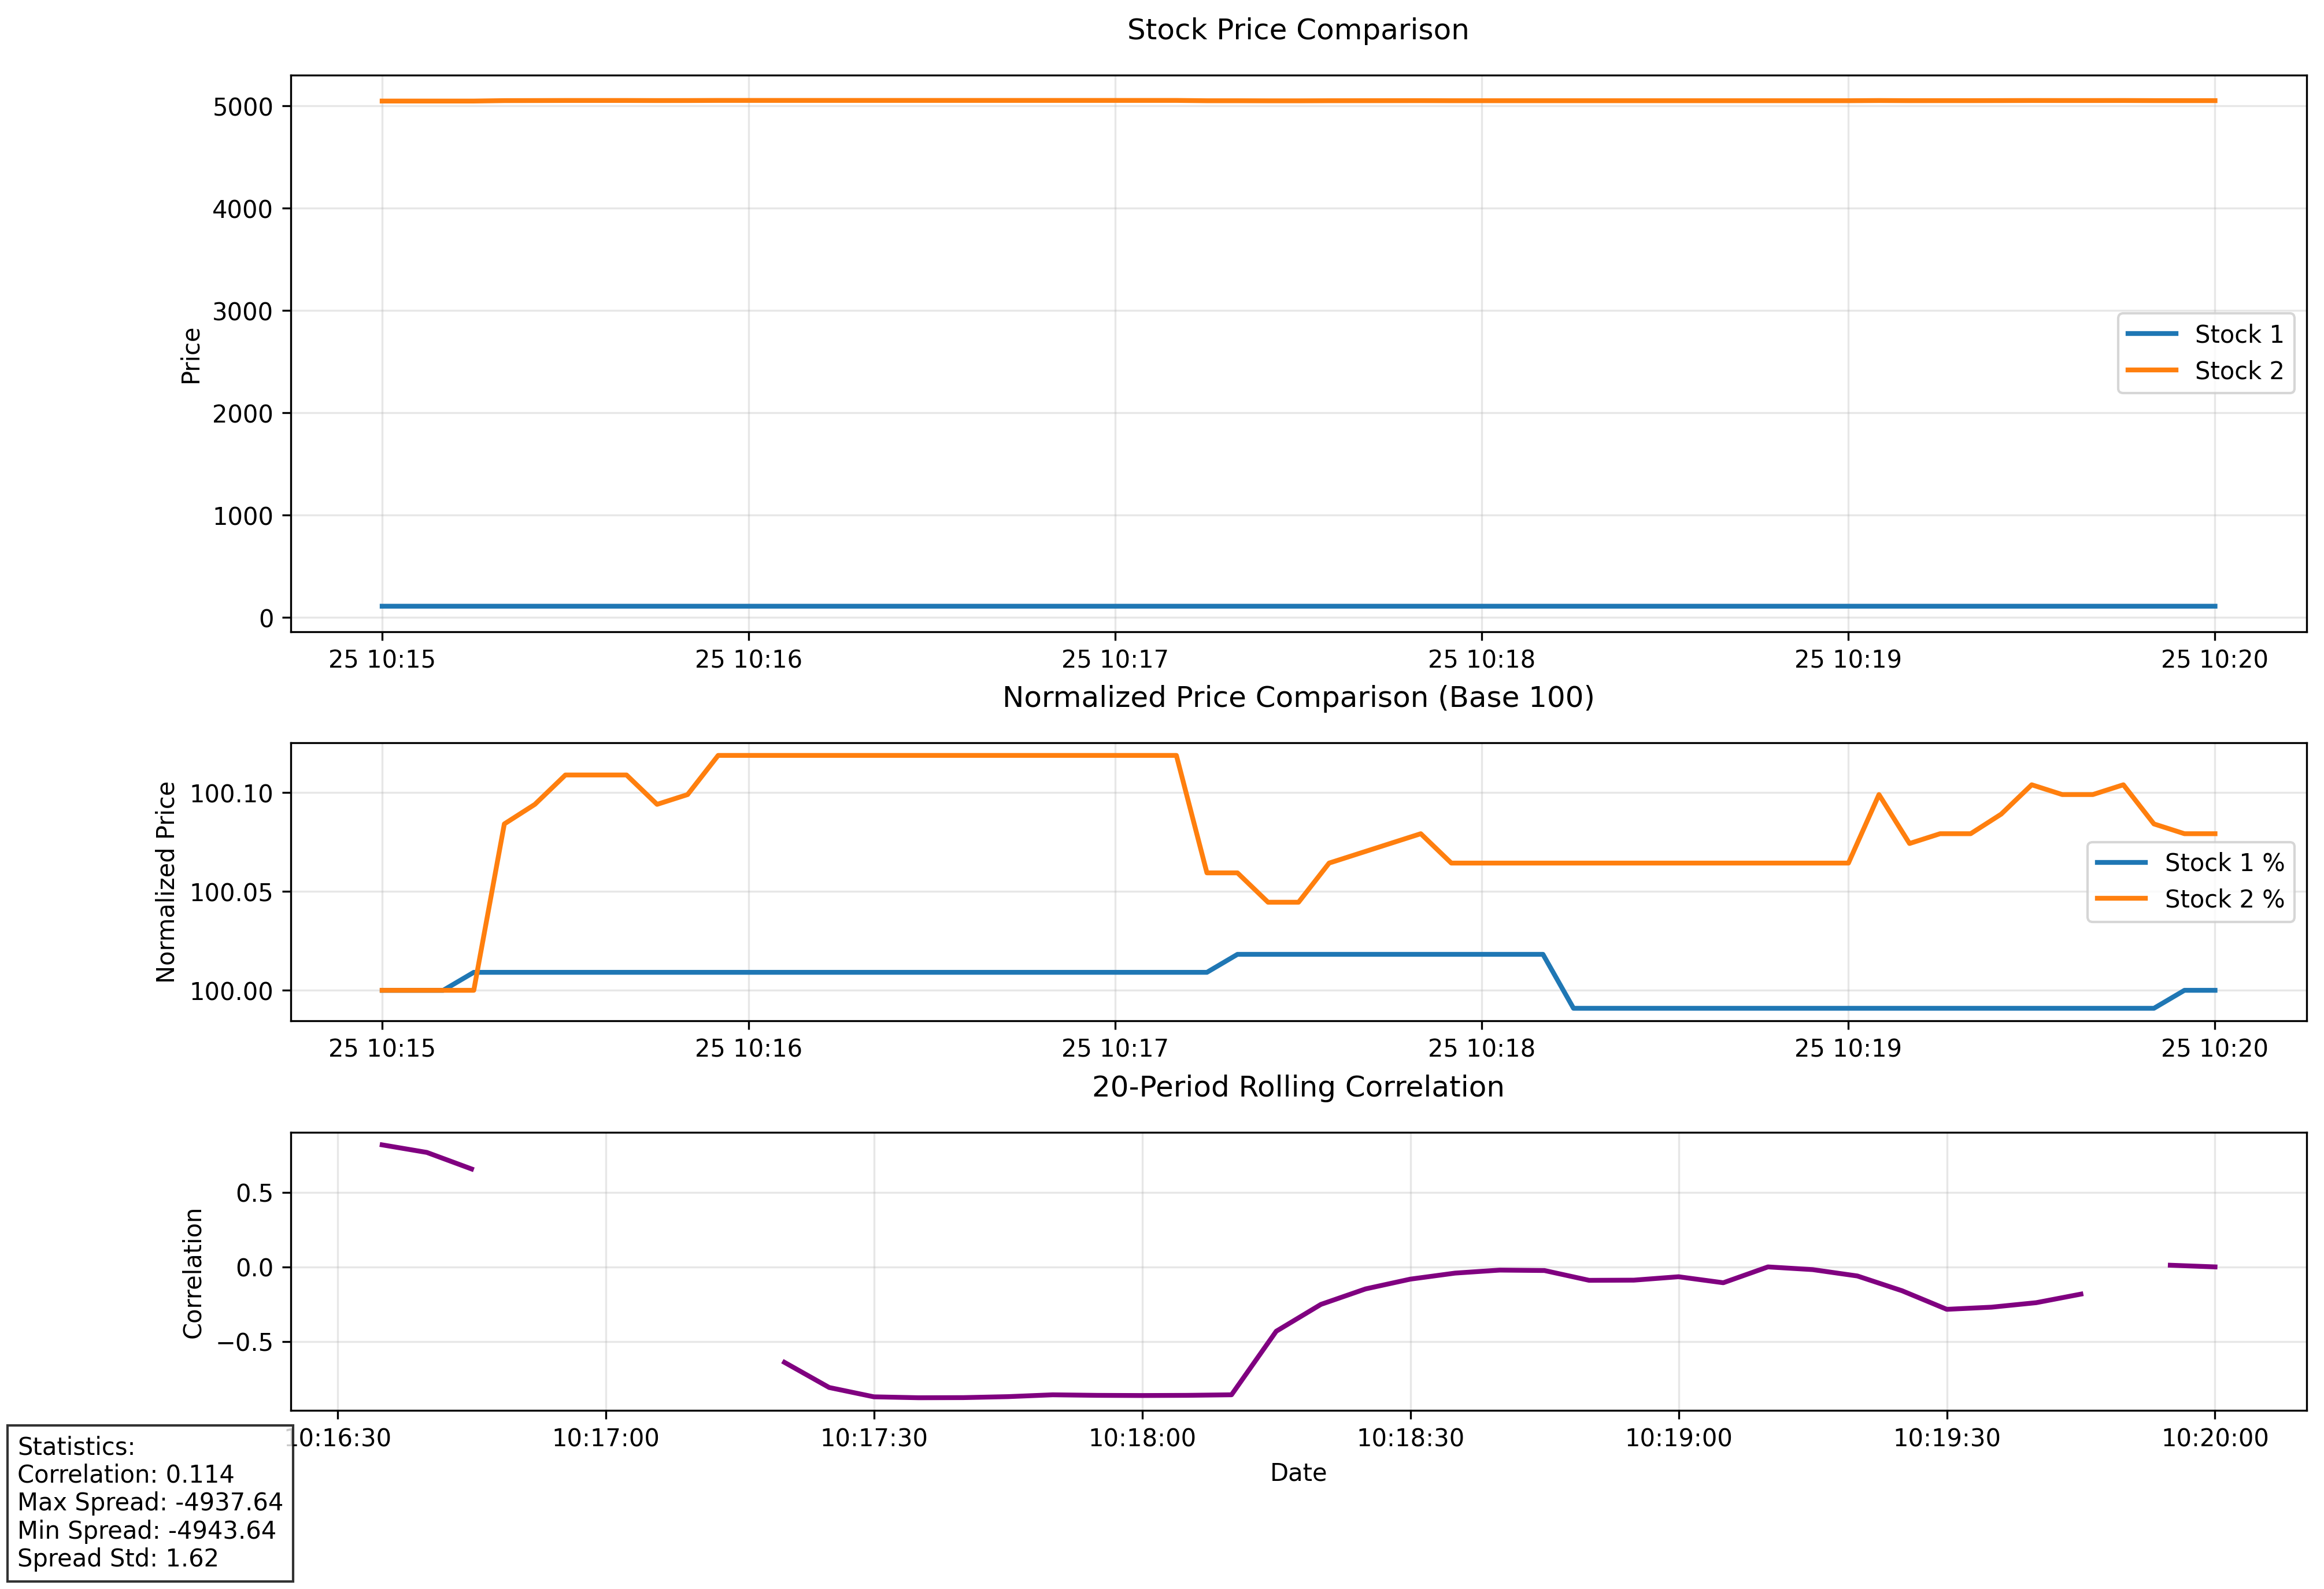 Stock Price Comparison
5000
4000
3000
2000
1000
0
Price
Stock 1
Stock 2
25 10:15
25 10:16
25 10:17
25 10:18
25 10:19
25 10:20
Normalized Price Comparison (Base 100)
100.10
100.05
100.00
Normalized Price
Stock 1 %
Stock 2 %
25 10:15
25 10:16
25 10:17
25 10:18
25 10:19
25 10:20
20-Period Rolling Correlation
0.5
0.0
−0.5
Correlation
10:16:30
10:17:00
10:17:30
10:18:00
10:18:30
10:19:00
10:19:30
10:20:00
Date
Statistics:
Correlation: 0.114
Max Spread: -4937.64
Min Spread: -4943.64
Spread Std: 1.62